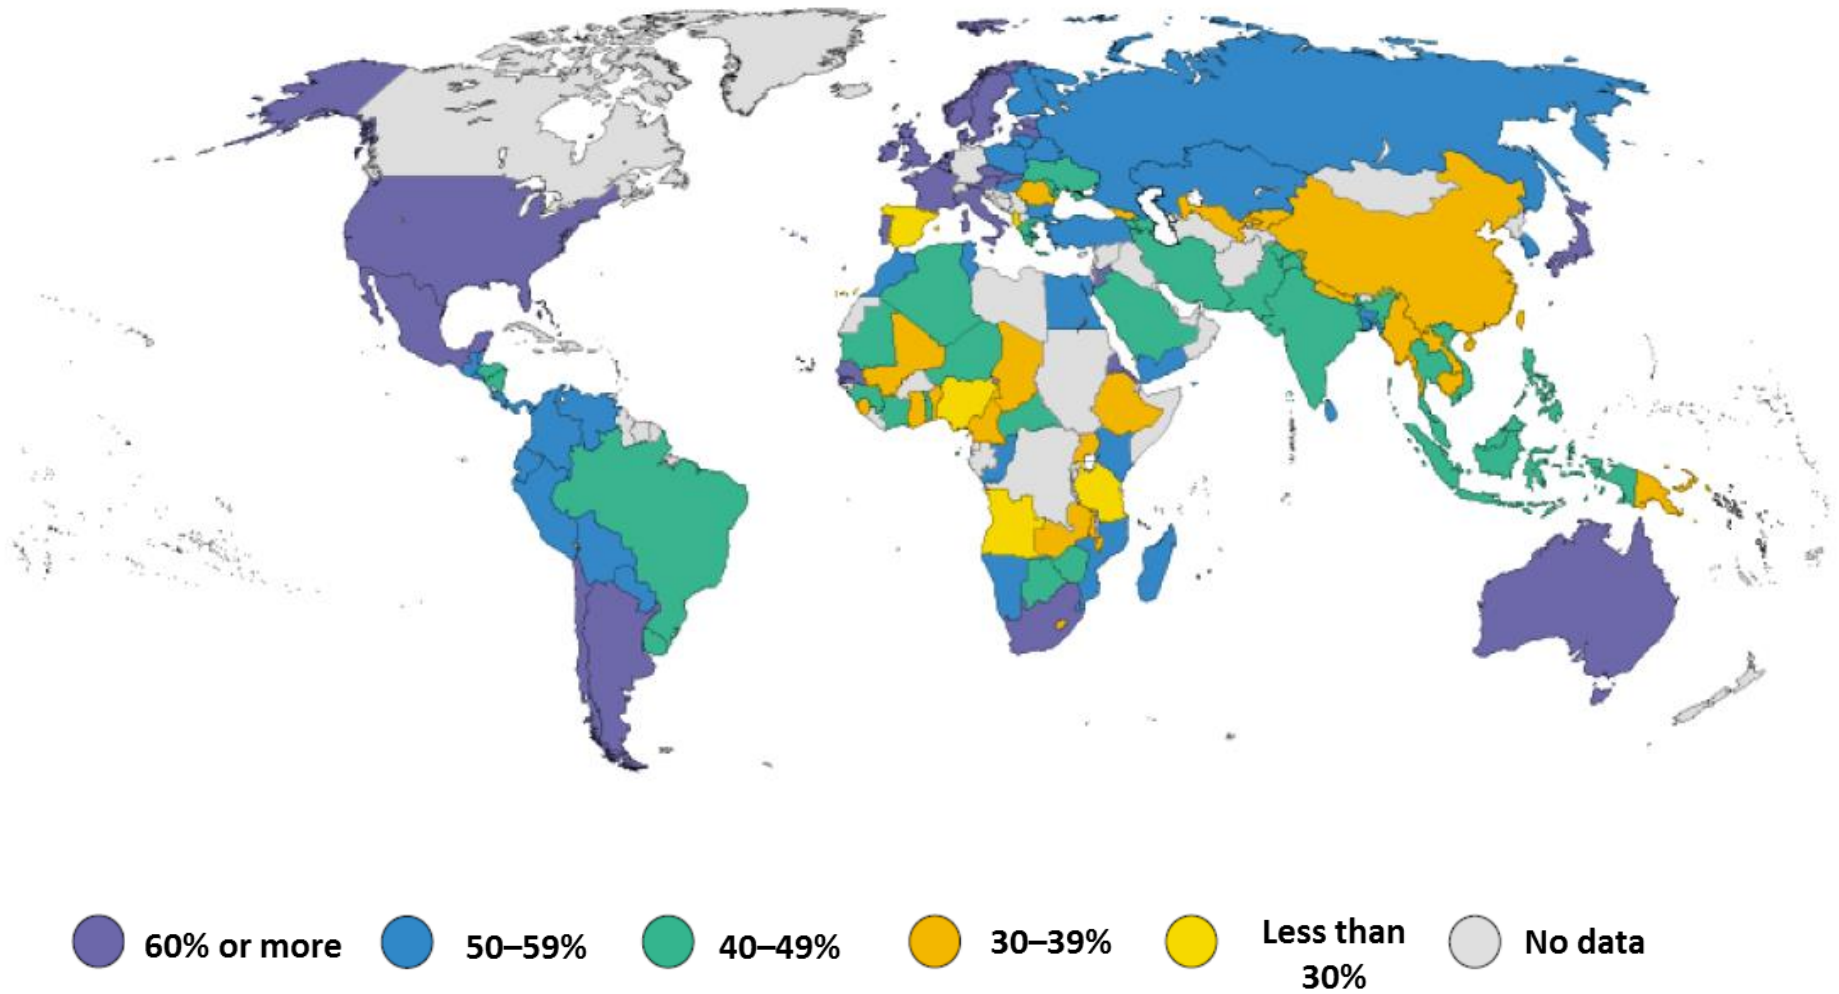 60% or more
50–59%
40–49%
30–39%
Less than
30%
No data